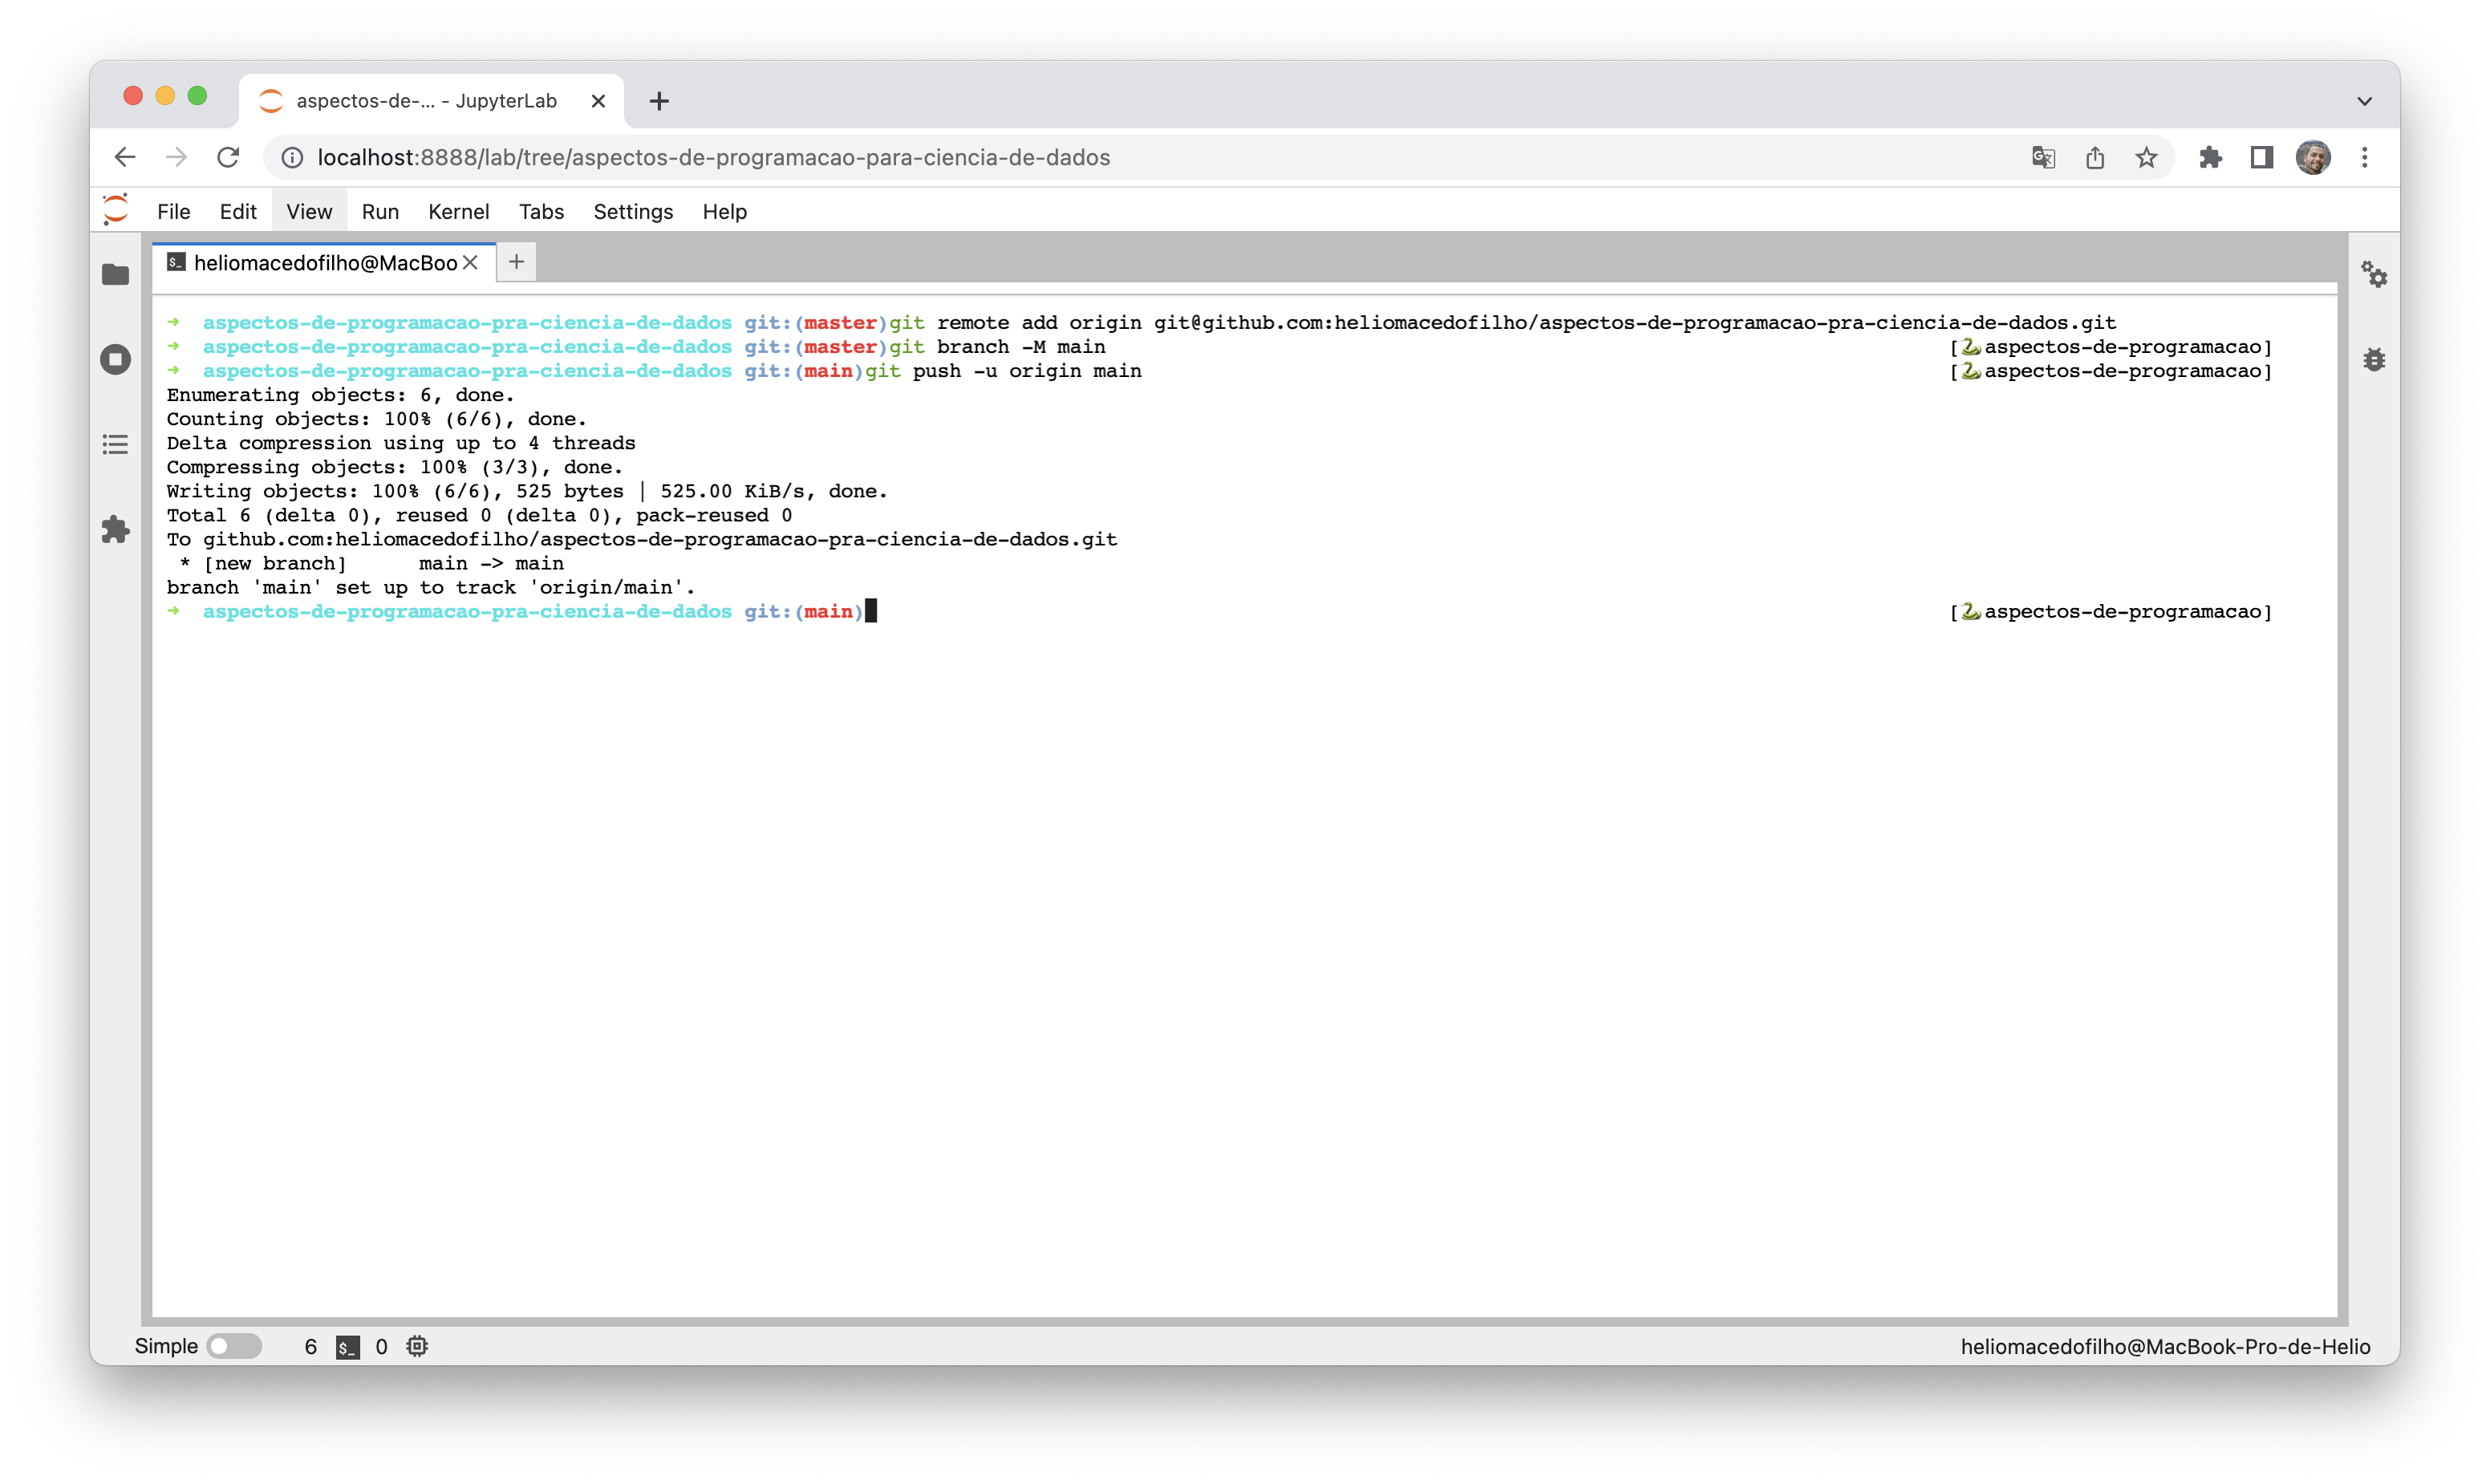 aspectos-de-... - JupyterLab
localhost:8888/lab/tree/aspectos-de-programacao-para-ciencia-de-dados
File Edit View Run Kernel Tabs Settings Help
heliomacedofilho@MacBoo
➜ aspectos-de-programacao-pra-ciencia-de-dados git:(master)git remote add origin git@github.com:heliomacedofilho/aspectos-de-programacao-pra-ciencia-de-dados.git
➜ aspectos-de-programacao-pra-ciencia-de-dados git:(master)git branch -M main [🐍aspectos-de-programacao]
➜ aspectos-de-programacao-pra-ciencia-de-dados git:(main)git push -u origin main [🐍aspectos-de-programacao]
Enumerating objects: 6, done.
Counting objects: 100% (6/6), done.
Delta compression using up to 4 threads
Compressing objects: 100% (3/3), done.
Writing objects: 100% (6/6), 525 bytes | 525.00 KiB/s, done.
Total 6 (delta 0), reused 0 (delta 0), pack-reused 0
To github.com:heliomacedofilho/aspectos-de-programacao-pra-ciencia-de-dados.git
* [new branch] main -> main
branch 'main' set up to track 'origin/main'.
➜ aspectos-de-programacao-pra-ciencia-de-dados git:(main) [🐍aspectos-de-programacao]
Simple 6 $_ 0 heliomacedofilho@MacBook-Pro-de-Helio